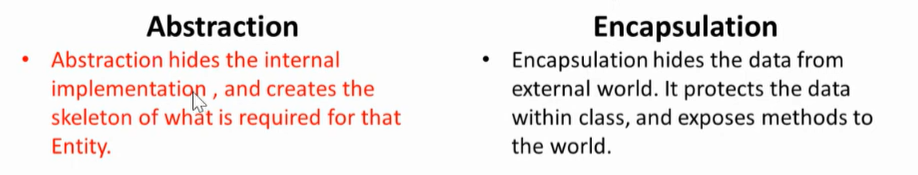 Abstraction
• Abstraction hides the internal
implementation , and creates the
skeleton of what is required for that
Entity.
Encapsulation
• Encapsulation hides the data from
external world. It protects the data
within class, and exposes methods to
the world.